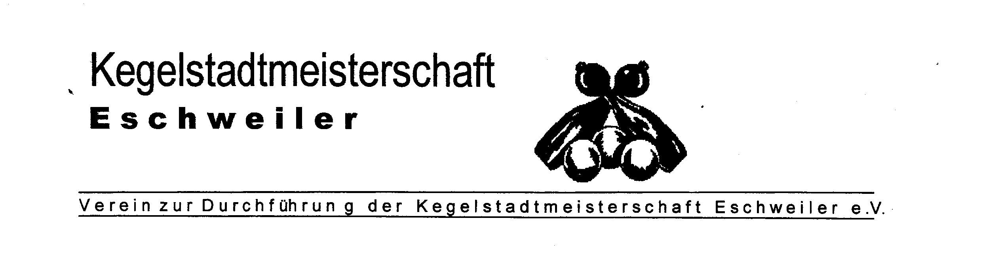 Kegelstadtmeisterschaft
Eschweiler
Verein zur Durchführung der Kegelstadtmeisterschaft Eschweiler e.V.